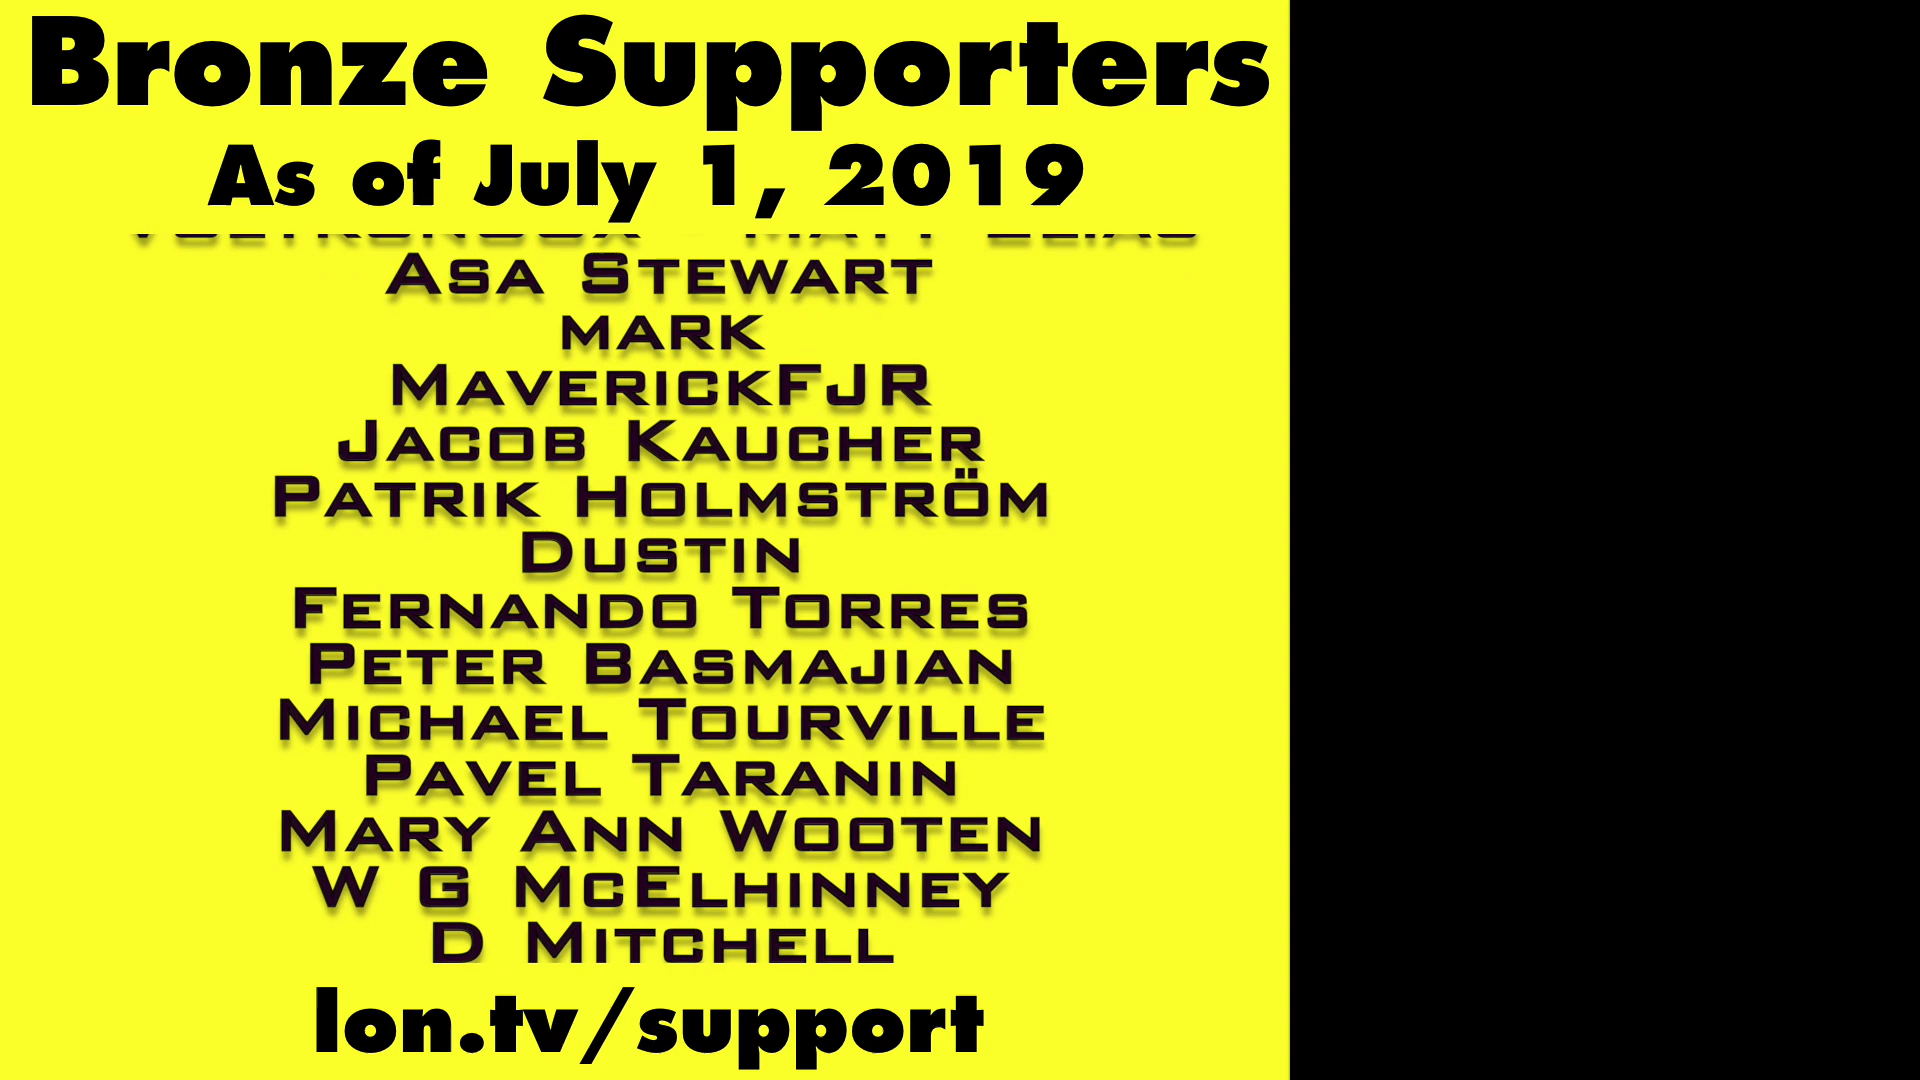 Bronze Supporters
As of July 1, 2019
Asa Stewart
mark
MaverickFJR
Jacob Kaucher
Patrik Holmström
Dustin
Fernando Torres
Peter Basmajian
Michael Tourville
Pavel Taranin
Mary Ann Wooten
W G McElhinney
D Mitchell
lon.tv/support